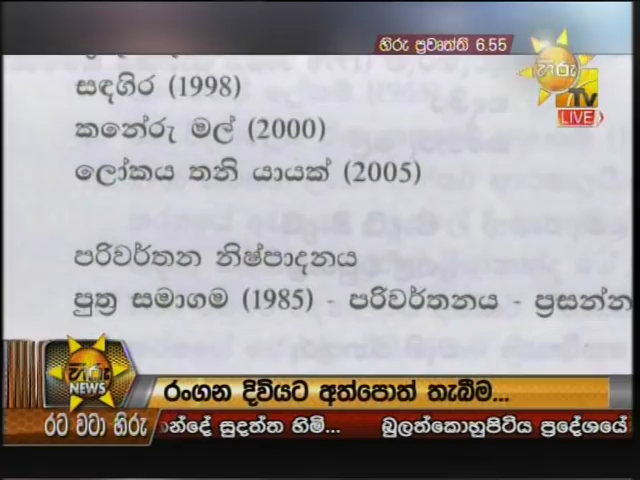 හිරු ප්‍රවෘත්ති 6.55
හිරු
TV
LIVE
සඳගිර (1998)
කනේරු මල් (2000)
ලෝකය තනි යායක් (2005)
පරිවර්තන නිෂ්පාදනය
පුත්‍ර සමාගම (1985) - පරිවර්තනය - ප්‍රසන්න
හිරු
NEWS
රංගන දිවියට අත්පොත් තැබීම...
රට වටා හිරු
න්දේ සුදත්ත හිමි... බුලත්කොහුපිටිය ප්‍රදේශයේ